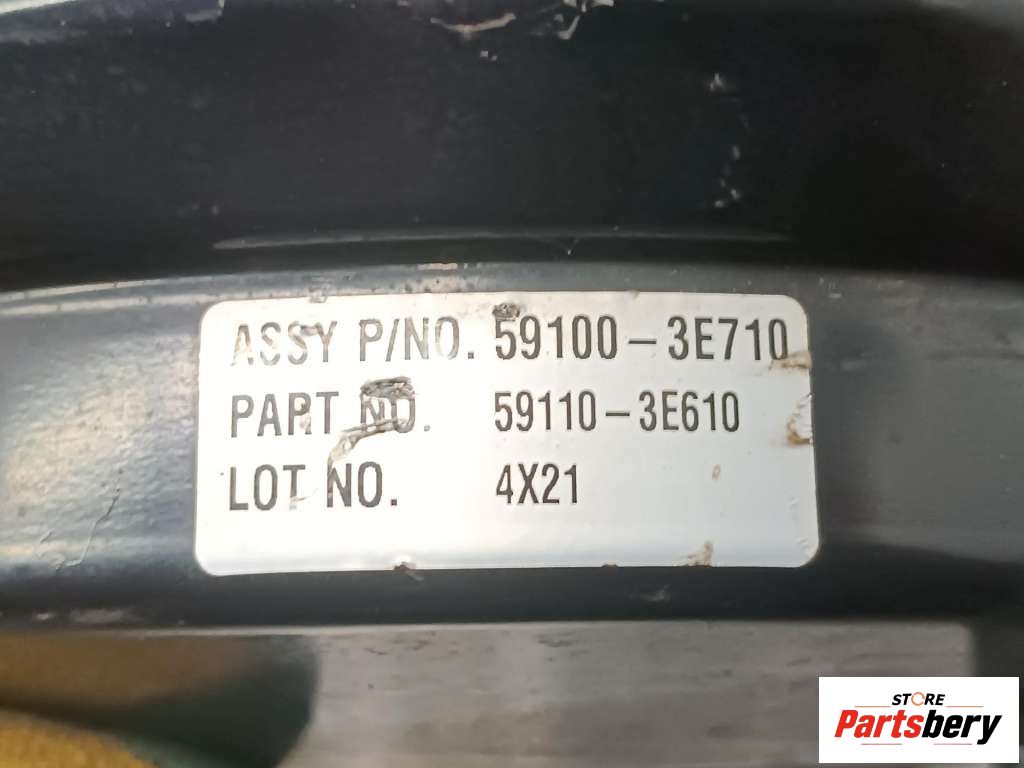 ASSY P/NO. 59100-3E710
PART NO. 59110-3E610
LOT NO. 4X21
STORE
Partsbery